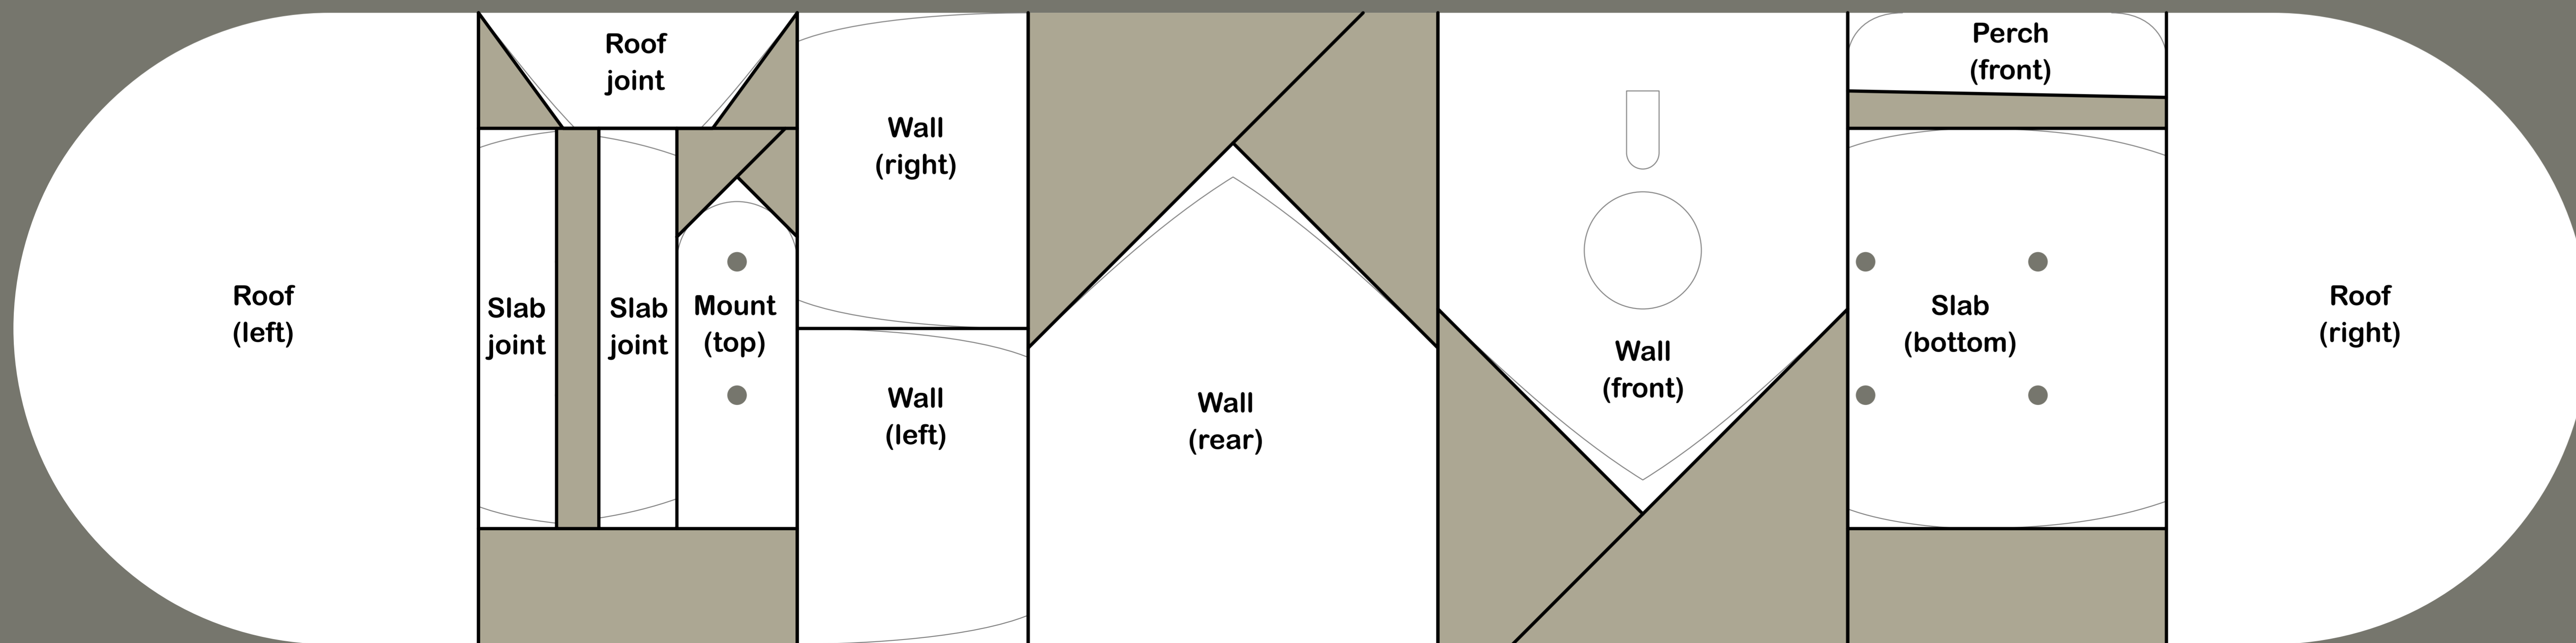 Roof
(left)
Roof
joint
Slab
joint
Slab
joint
Mount
(top)
Wall
(right)
Wall
(left)
Wall
(rear)
Wall
(front)
Perch
(front)
Slab
(bottom)
Roof
(right)